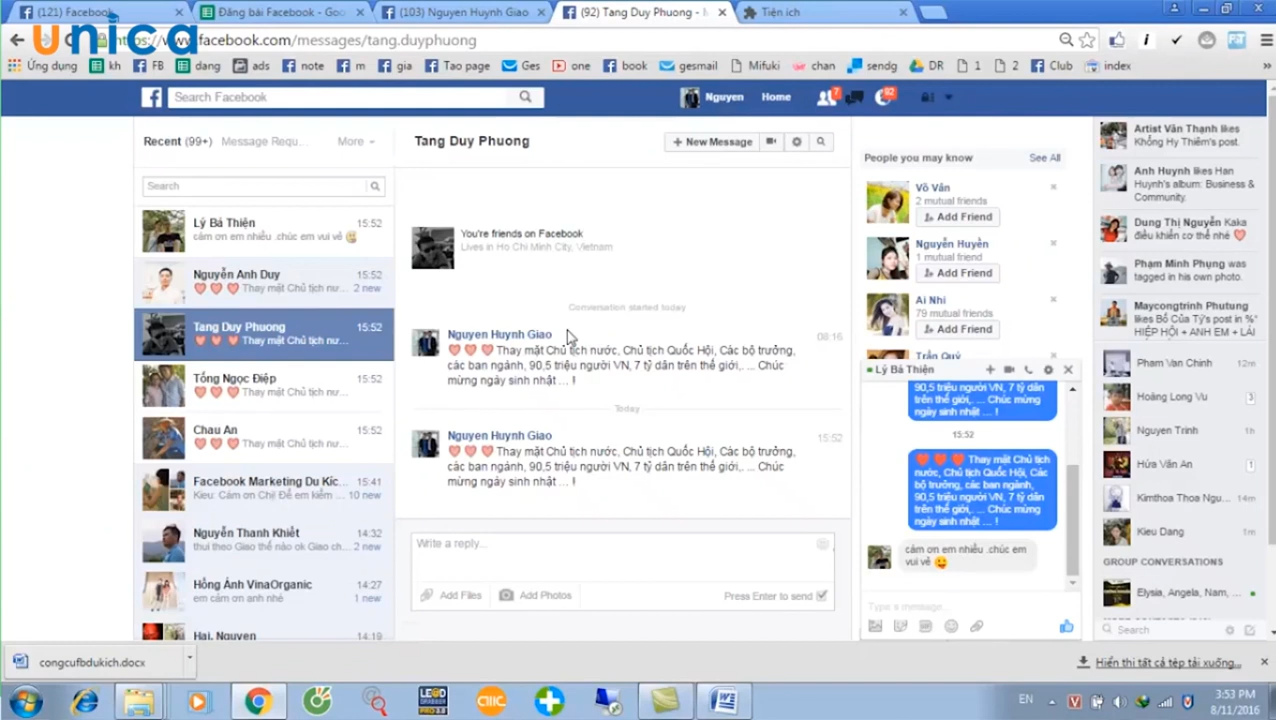 (121) Facebook
Đăng bài Facebook - Goo
(103) Nguyen Huynh Giao
(92) Tang Duy Phuong - M
Tiện ích
unica
https://www.facebook.com/messages/tang.duyphuong
Ứng dụng kh FB dang ads note m gia Tao page Ges one book gesmail Mifuki chan sendg DR 1 2 Club index »
Search Facebook
Nguyen Home 7 92
Recent (99+) Message Requ... More
Search
Lý Bá Thiên 15:52
cám ơn em nhiều .chúc em vui vẻ
Nguyễn Anh Duy 15:52
Thay mặt Chủ tịch nư... 2 new
Tang Duy Phuong 15:52
Thay mặt Chủ tịch nư...
Tống Ngọc Điệp 15:52
Thay mặt Chủ tịch nư...
Chau An 15:52
Thay mặt Chủ tịch nư...
Facebook Marketing Du Kíc... 15:41
Kieu: Cám ơn Chị! Để em kiểm ... 10 new
Nguyễn Thanh Khiết 14:32
thui theo Giao thế nào ok Giao ch... 2 new
Hồng Ánh VinaOrganic 14:27
em cám ơn anh nhé 1 new
Hai, Nguyen 14:19
Tang Duy Phuong
+ New Message
You're friends on Facebook
Lives in Ho Chi Minh City, Vietnam
Conversation started today
Nguyen Huynh Giao 08:16
Thay mặt Chủ tịch nước, Chủ tịch Quốc Hội, Các bộ trưởng,
các ban ngành, 90,5 triệu người VN, 7 tỷ dân trên thế giới,. ... Chúc
mừng ngày sinh nhật ... !
Today
Nguyen Huynh Giao 15:52
Thay mặt Chủ tịch nước, Chủ tịch Quốc Hội, Các bộ trưởng,
các ban ngành, 90,5 triệu người VN, 7 tỷ dân trên thế giới,. ... Chúc
mừng ngày sinh nhật ... !
Write a reply...
Add Files Add Photos Press Enter to send
People you may know See All
Võ Vân
2 mutual friends
Add Friend
Nguyễn Huyền
1 mutual friend
Add Friend
Ai Nhi
79 mutual friends
Add Friend
Trần Quý
Lý Bá Thiên
90,5 triệu người VN, 7 tỷ dân
trên thế giới,. ... Chúc mừng
ngày sinh nhật ... !
15:52
Thay mặt Chủ tịch
nước, Chủ tịch Quốc Hội, Các
bộ trưởng, các ban ngành,
90,5 triệu người VN, 7 tỷ dân
trên thế giới,. ... Chúc mừng
ngày sinh nhật ... !
cám ơn em nhiều .chúc em
vui vẻ
Type a message...
Artist Văn Thạnh likes
Khổng Hy Thiêm's post.
Anh Huynh likes Han
Huynh's album: Business &
Community.
Dung Thị Nguyễn Kaka
điều khiển cơ thể nhé
Phạm Minh Phụng was
tagged in his own photo.
Maycongtrinh Phutung
likes Bố Của Tý's post in %"
HIỆP HỘI + ANH EM + LÁI
Pham Van Chinh 12m
Hoàng Long Vu 3
Nguyen Trinh 1h
Hứa Văn An 1
Kimthoa Thoa Ngu... 14m
Kieu Dang 1m
GROUP CONVERSATIONS
Elysia, Angela, Nam, ...
Search
congcufbdukich.docx
Hiển thị tất cả tệp tải xuống...
EN
3:53 PM
8/11/2016